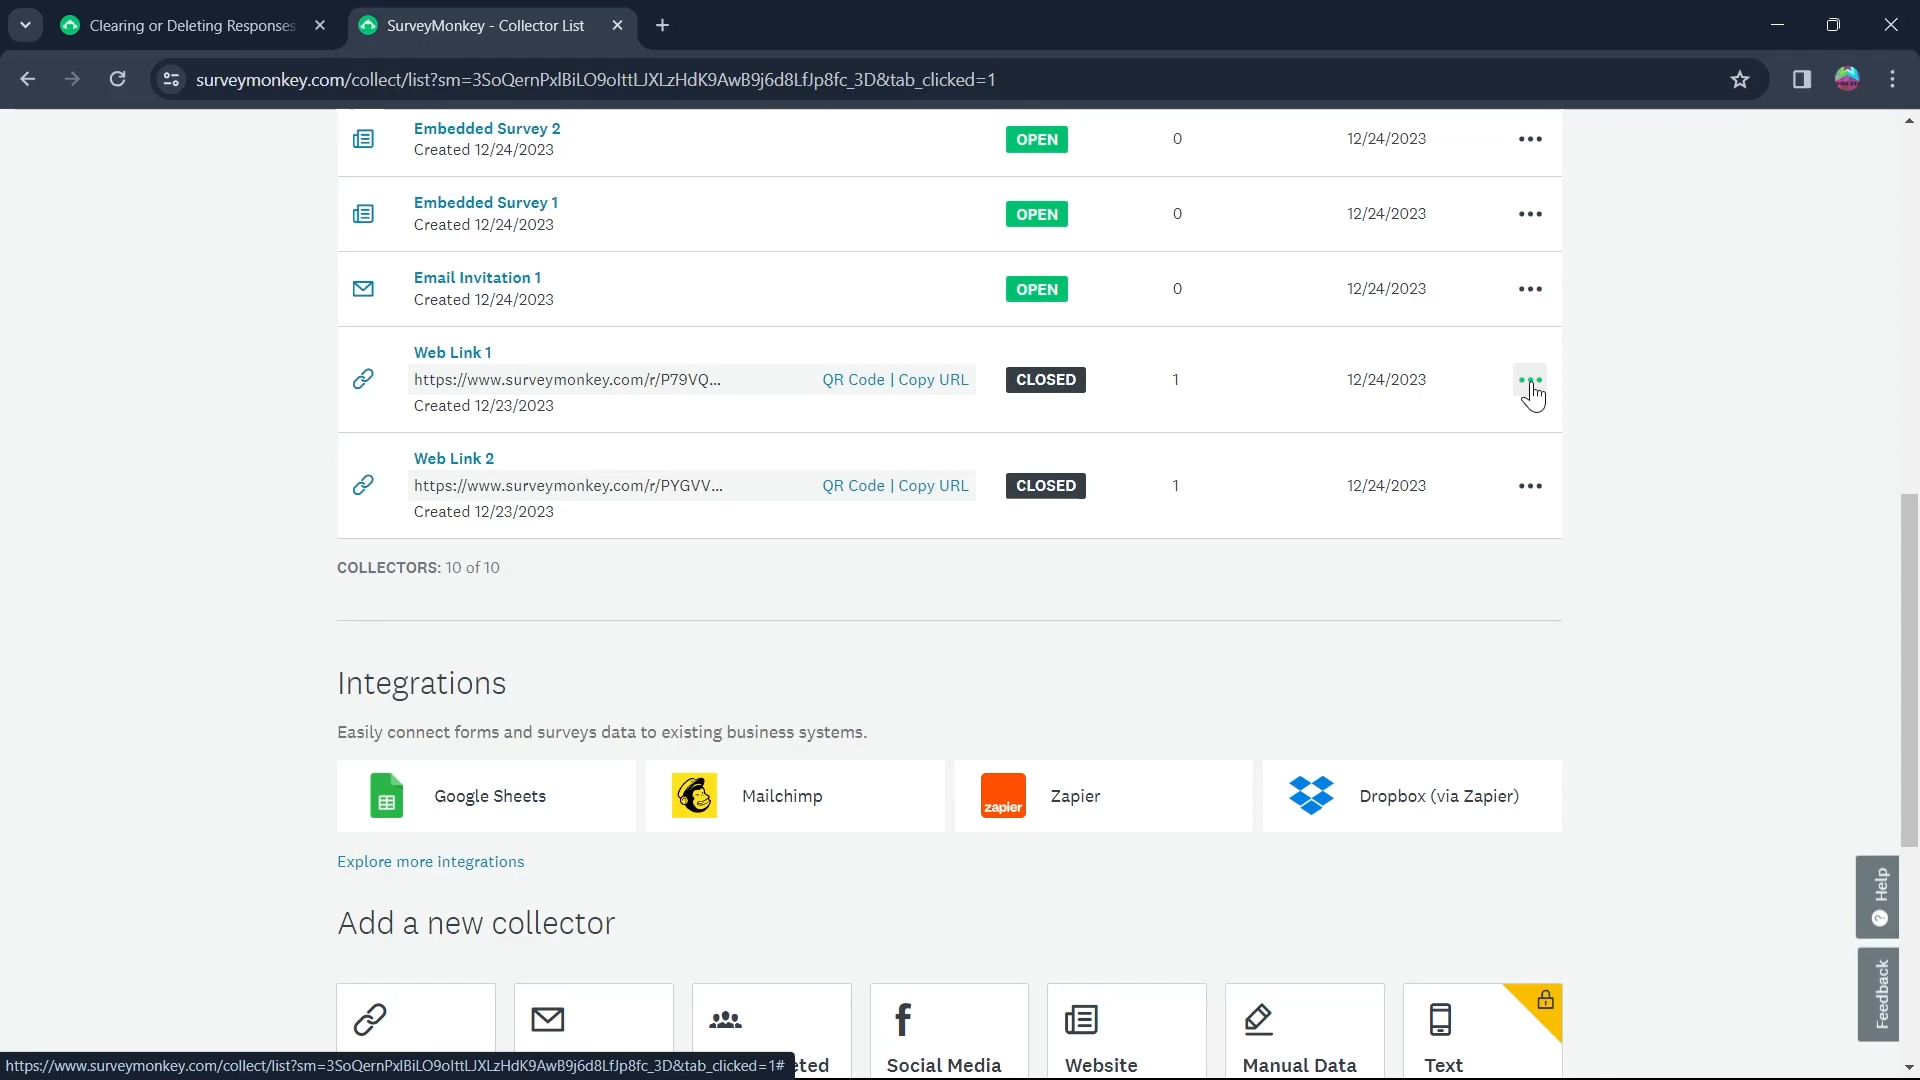 Clearing or Deleting Responses
SurveyMonkey - Collector List
surveymonkey.com/collect/list?sm=3SoQernPxlBiLO9olttLJXLzHdK9AwB9j6d8LfJp8fc_3D&tab_clicked=1
Embedded Survey 2
Created 12/24/2023
OPEN
0
12/24/2023
Embedded Survey 1
Created 12/24/2023
OPEN
0
12/24/2023
Email Invitation 1
Created 12/24/2023
OPEN
0
12/24/2023
Web Link 1
https://www.surveymonkey.com/r/P79VQ...
QR Code | Copy URL
Created 12/23/2023
CLOSED
1
12/24/2023
Web Link 2
https://www.surveymonkey.com/r/PYGVV...
QR Code | Copy URL
Created 12/23/2023
CLOSED
1
12/24/2023
COLLECTORS: 10 of 10
Integrations
Easily connect forms and surveys data to existing business systems.
Google Sheets
Mailchimp
zapier
Zapier
Dropbox (via Zapier)
Explore more integrations
Add a new collector
Help
Feedback
ted
Social Media
Website
Manual Data
Text
https://www.surveymonkey.com/collect/list?sm=3SoQernPxlBiLO9olttLJXLzHdK9AwB9j6d8LfJp8fc_3D&tab_clicked=1#